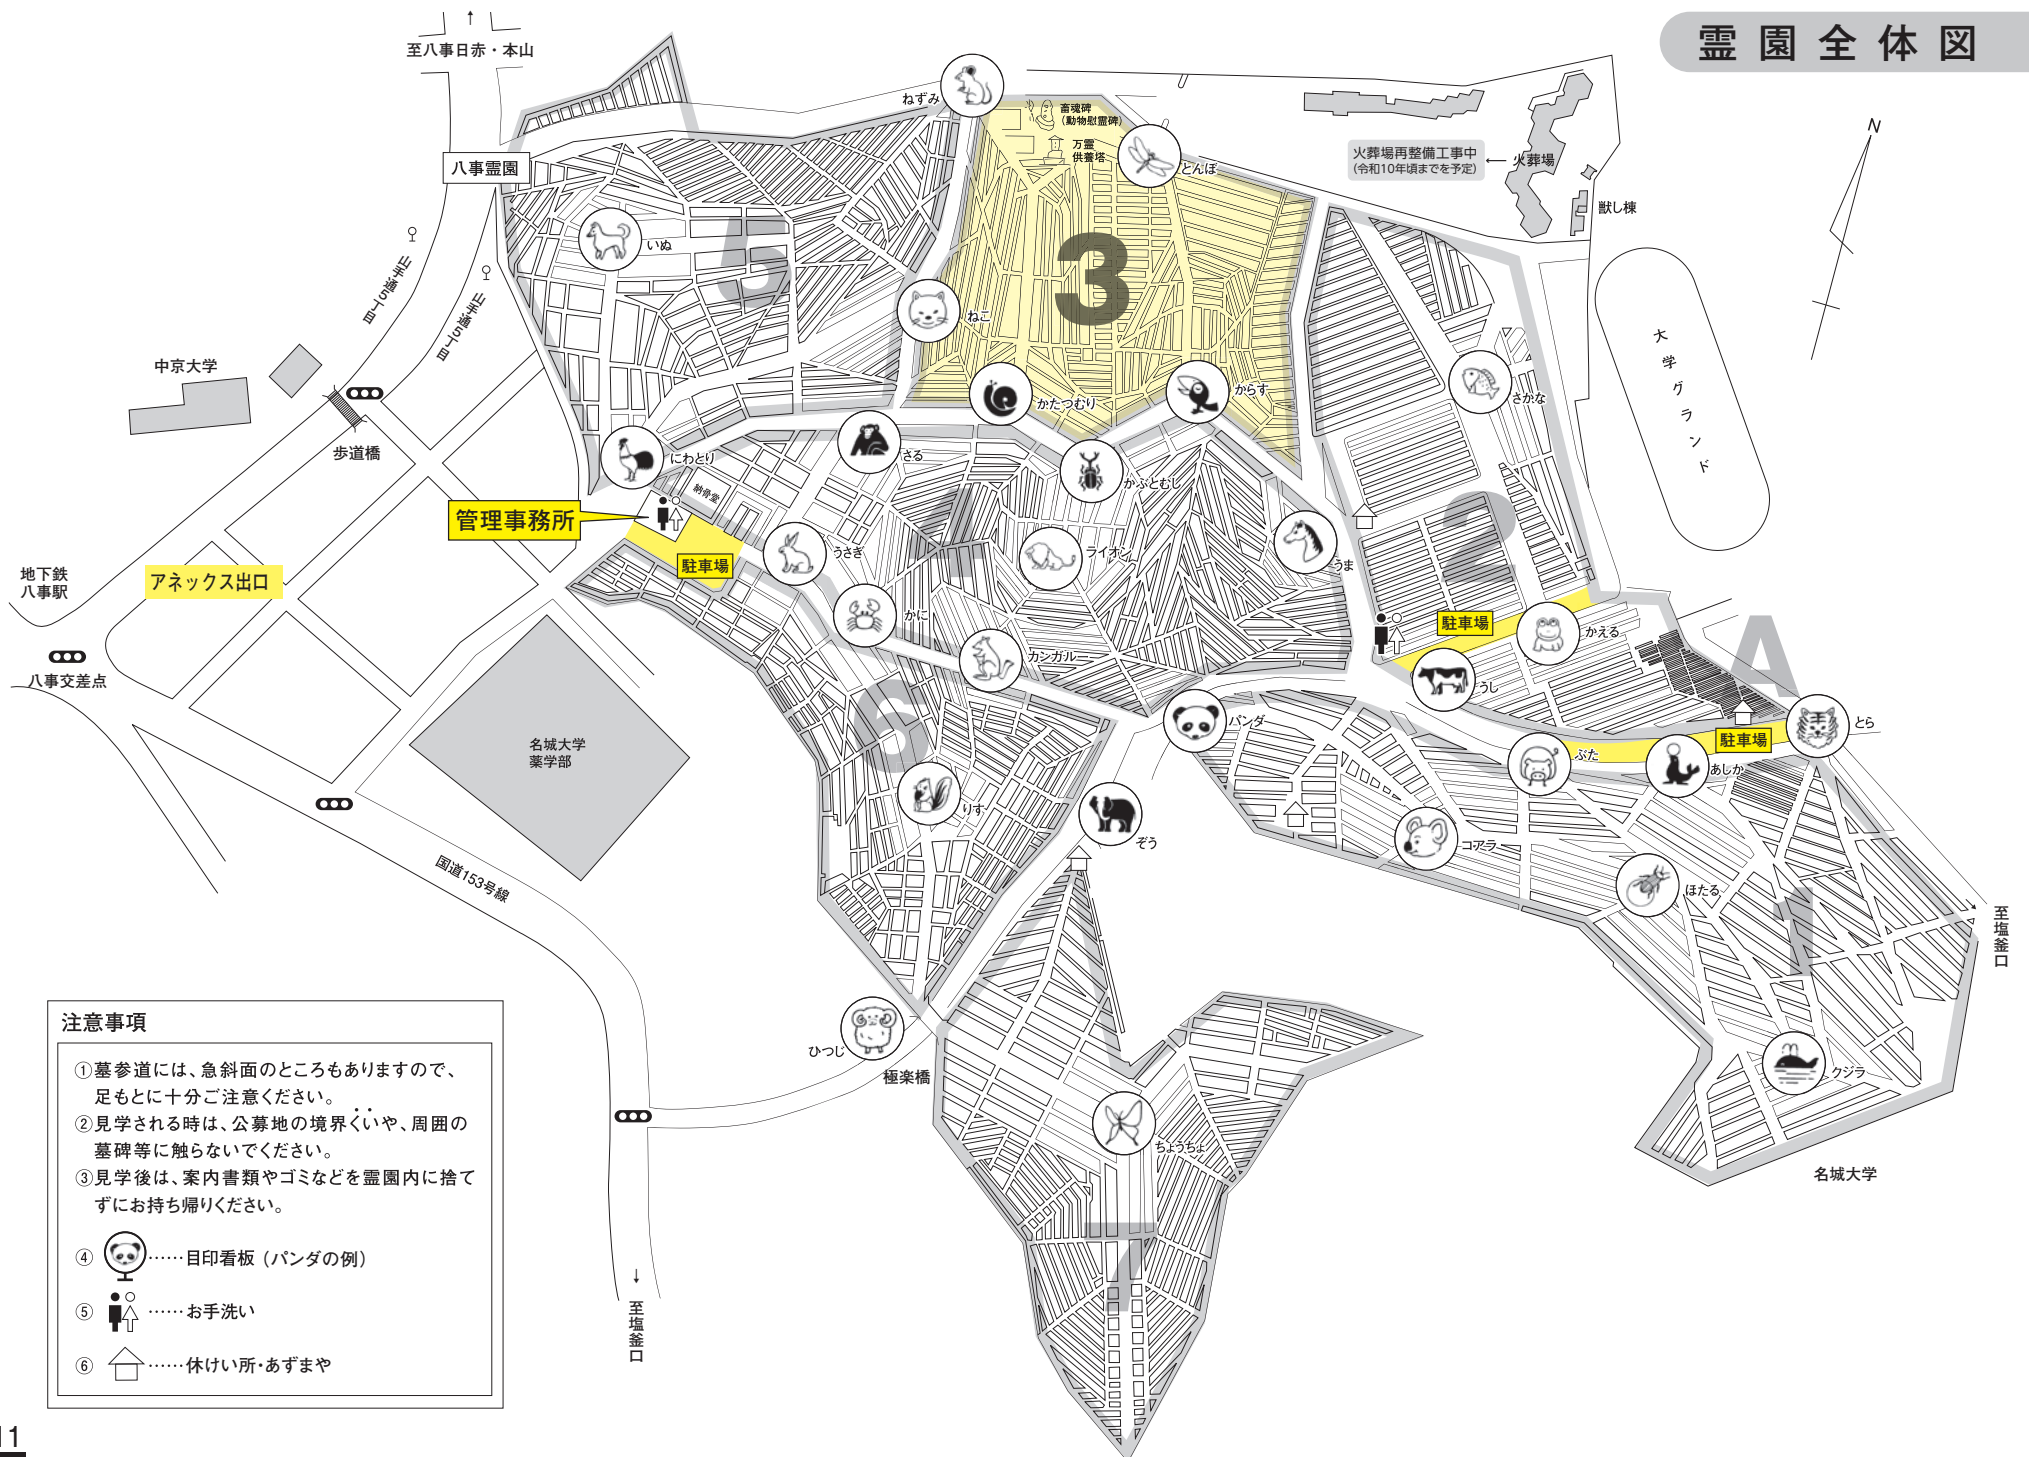 霊園全体図
↑
至八事日赤・本山
ねずみ
畜魂碑
(動物慰霊碑)
万霊
供養塔
とんぼ
火葬場再整備工事中
(令和10年頃までを予定)
←火葬場
獣し棟
N
八事霊園
いぬ
5
3
ねこ
山手通5丁目
山手通5丁目
大学グランド
中京大学
歩道橋
かたつむり
からす
さかな
にわとり
さる
かぶとむし
納骨堂
管理事務所
駐車場
うさぎ
ライオン
うま
2
4
地下鉄
八事駅
アネックス出口
かに
カンガルー
駐車場
かえる
うし
A
八事交差点
6
パンダ
とら
駐車場
ぶた
あしか
名城大学
薬学部
りす
ぞう
コアラ
ほたる
1
国道153号線
至塩釜口
ひつじ
極楽橋
クジラ
ちょうちょ
名城大学
7
↓
至塩釜口
注意事項
①墓参道には、急斜面のところもありますので、
足もとに十分ご注意ください。
②見学される時は、公募地の境界くいや、周囲の
墓碑等に触らないでください。
③見学後は、案内書類やゴミなどを霊園内に捨て
ずにお持ち帰りください。
④……目印看板(パンダの例)
⑤……お手洗い
⑥……休けい所・あずまや
11